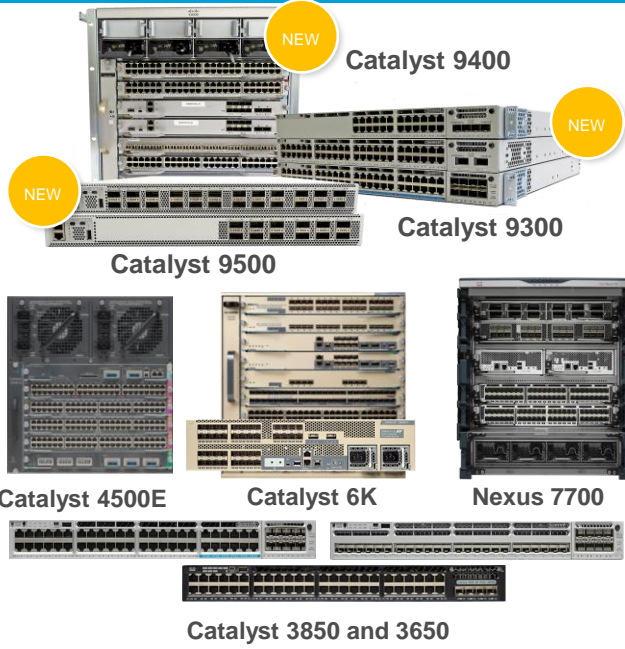 NEW
Catalyst 9400
NEW
NEW
Catalyst 9300
Catalyst 9500
Catalyst 4500E
Catalyst 6K
Nexus 7700
Catalyst 3850 and 3650